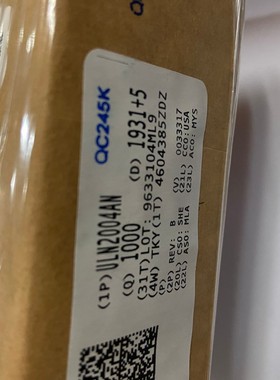 QC245K
(1P) ULN2004AN
(Q) 1000 (D) 1931+5
(31T)LOT: 9633104ML9
(4W) TKY(1T) 4604385ZDZ
(P)
(2P) REV: B (V) 0033317
(20L) CSO: SHE (21L) CCO:USA
(22L) ASO: MLA (23L) ACO: MYS